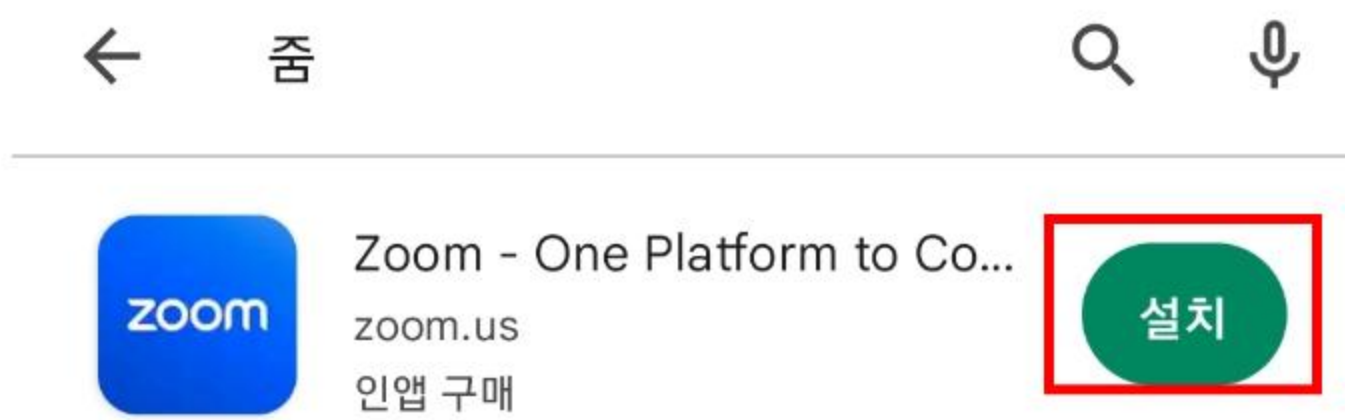 줌
Zoom - One Platform to Co...
zoom
zoom.us
설치
인앱 구매